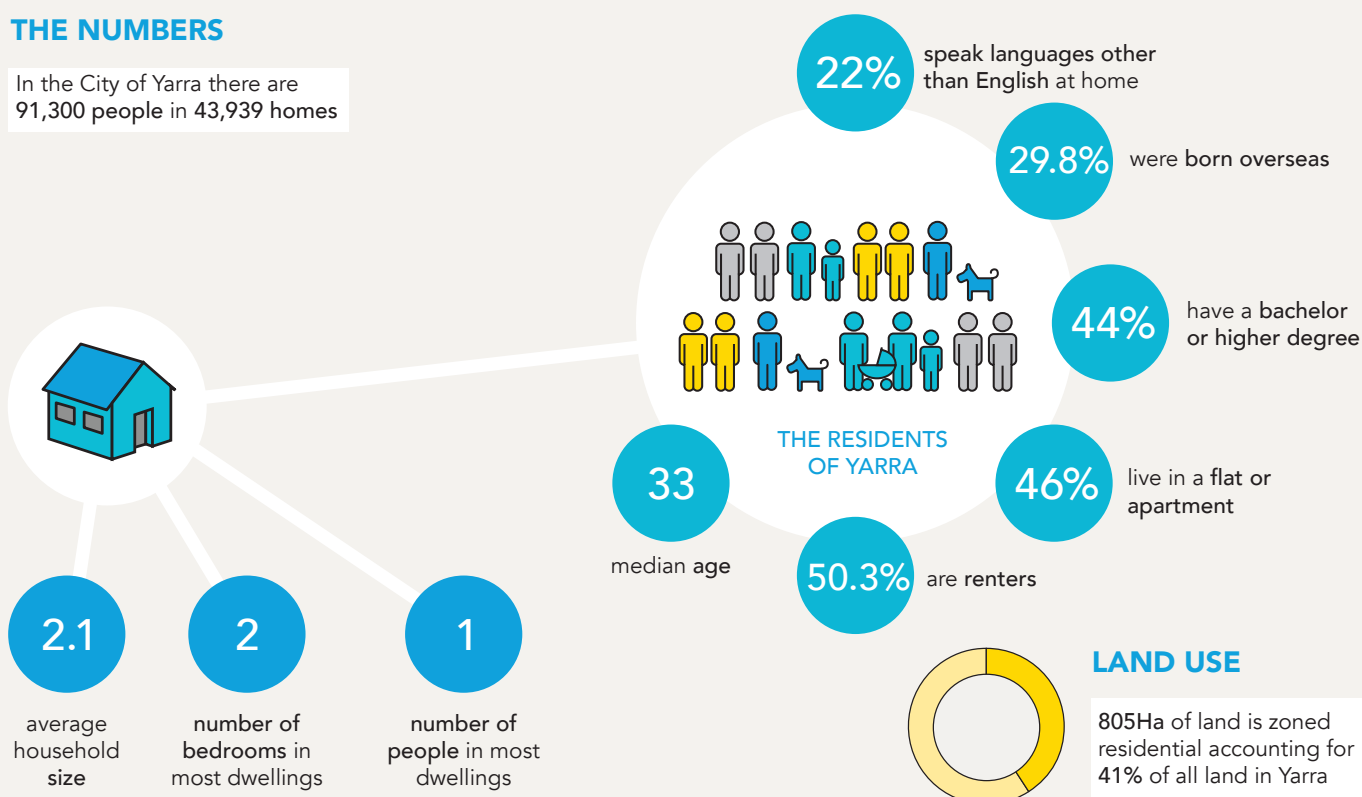 THE NUMBERS
In the City of Yarra there are
91,300 people in 43,939 homes
22%
speak languages other
than English at home
29.8%
were born overseas
44%
have a bachelor
or higher degree
46%
live in a flat or
apartment
50.3%
are renters
33
median age
THE RESIDENTS
OF YARRA
2.1
average
household
size
2
number of
bedrooms in
most dwellings
1
number of
people in most
dwellings
LAND USE
805Ha of land is zoned
residential accounting for
41% of all land in Yarra